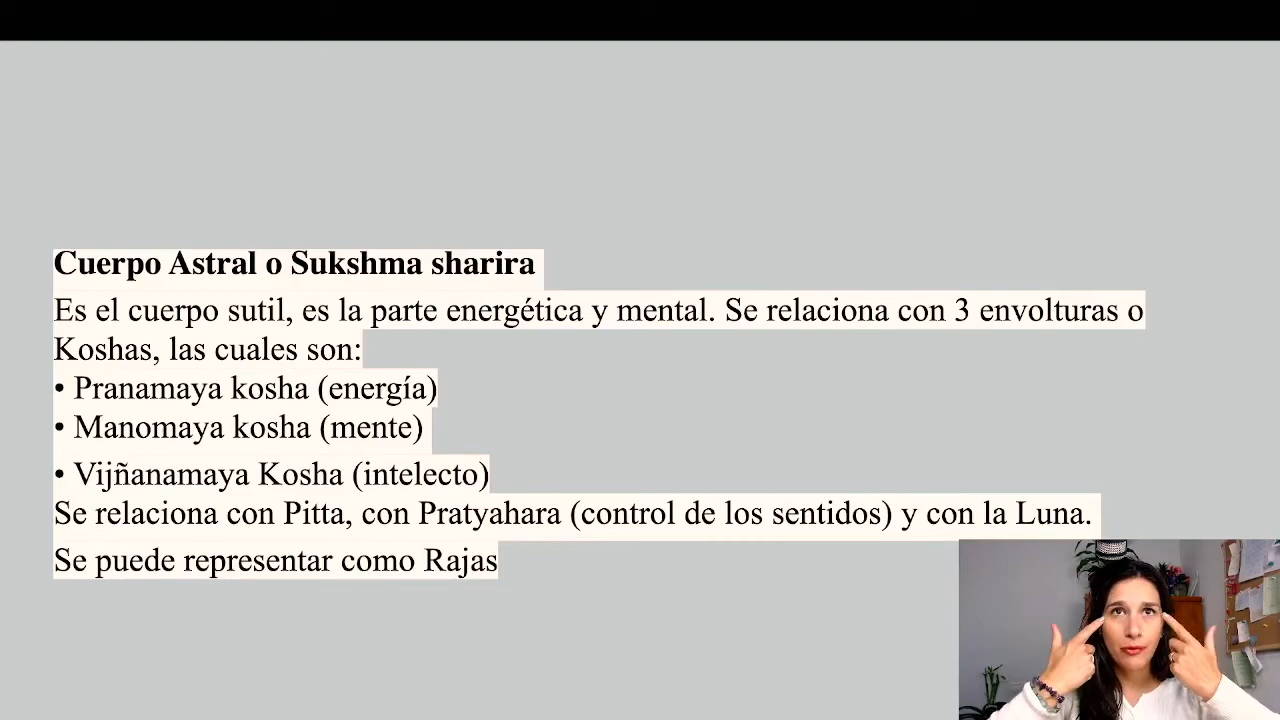 Cuerpo Astral o Sukshma sharira
Es el cuerpo sutil, es la parte energética y mental. Se relaciona con 3 envolturas o
Koshas, las cuales son:
• Pranamaya kosha (energía)
• Manomaya kosha (mente)
• Vijñanamaya Kosha (intelecto)
Se relaciona con Pitta, con Pratyahara (control de los sentidos) y con la Luna.
Se puede representar como Rajas